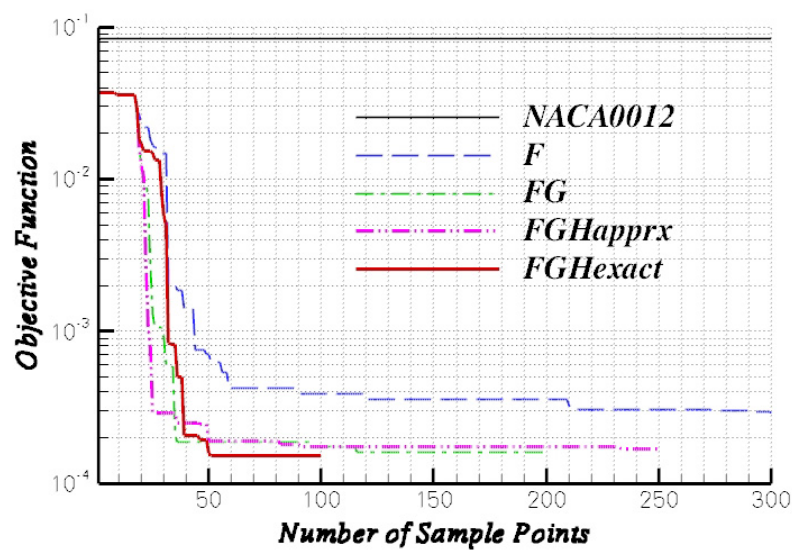 10-1
10-2
10-3
10-4
Objective Function
NACA0012
F
FG
FGHapprx
FGHexact
50
100
150
200
250
300
Number of Sample Points